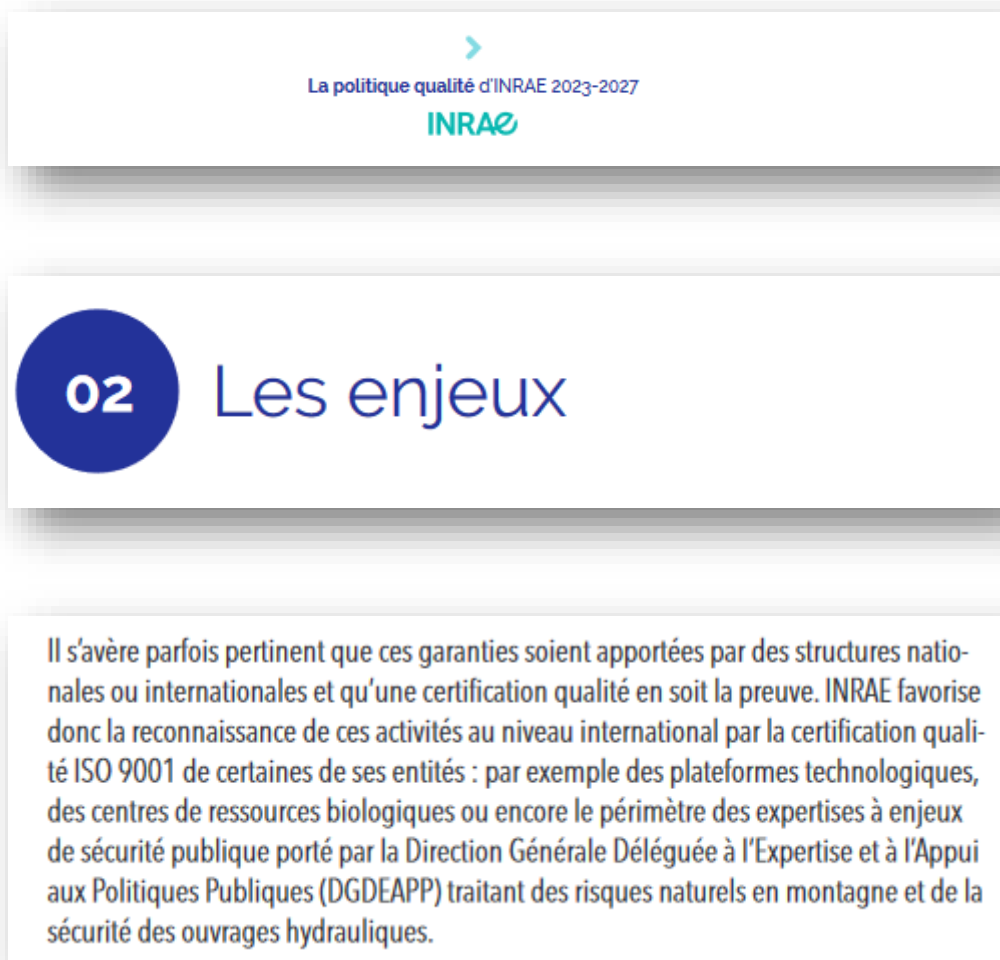 La politique qualité d'INRAE 2023-2027
INRAE
02 Les enjeux
Il s'avère parfois pertinent que ces garanties soient apportées par des structures natio-
nales ou internationales et qu'une certification qualité en soit la preuve. INRAE favorise
donc la reconnaissance de ces activités au niveau international par la certification quali-
té ISO 9001 de certaines de ses entités : par exemple des plateformes technologiques,
des centres de ressources biologiques ou encore le périmètre des expertises à enjeux
de sécurité publique porté par la Direction Générale Déléguée à l'Expertise et à l'Appui
aux Politiques Publiques (DGDEAPP) traitant des risques naturels en montagne et de la
sécurité des ouvrages hydrauliques.